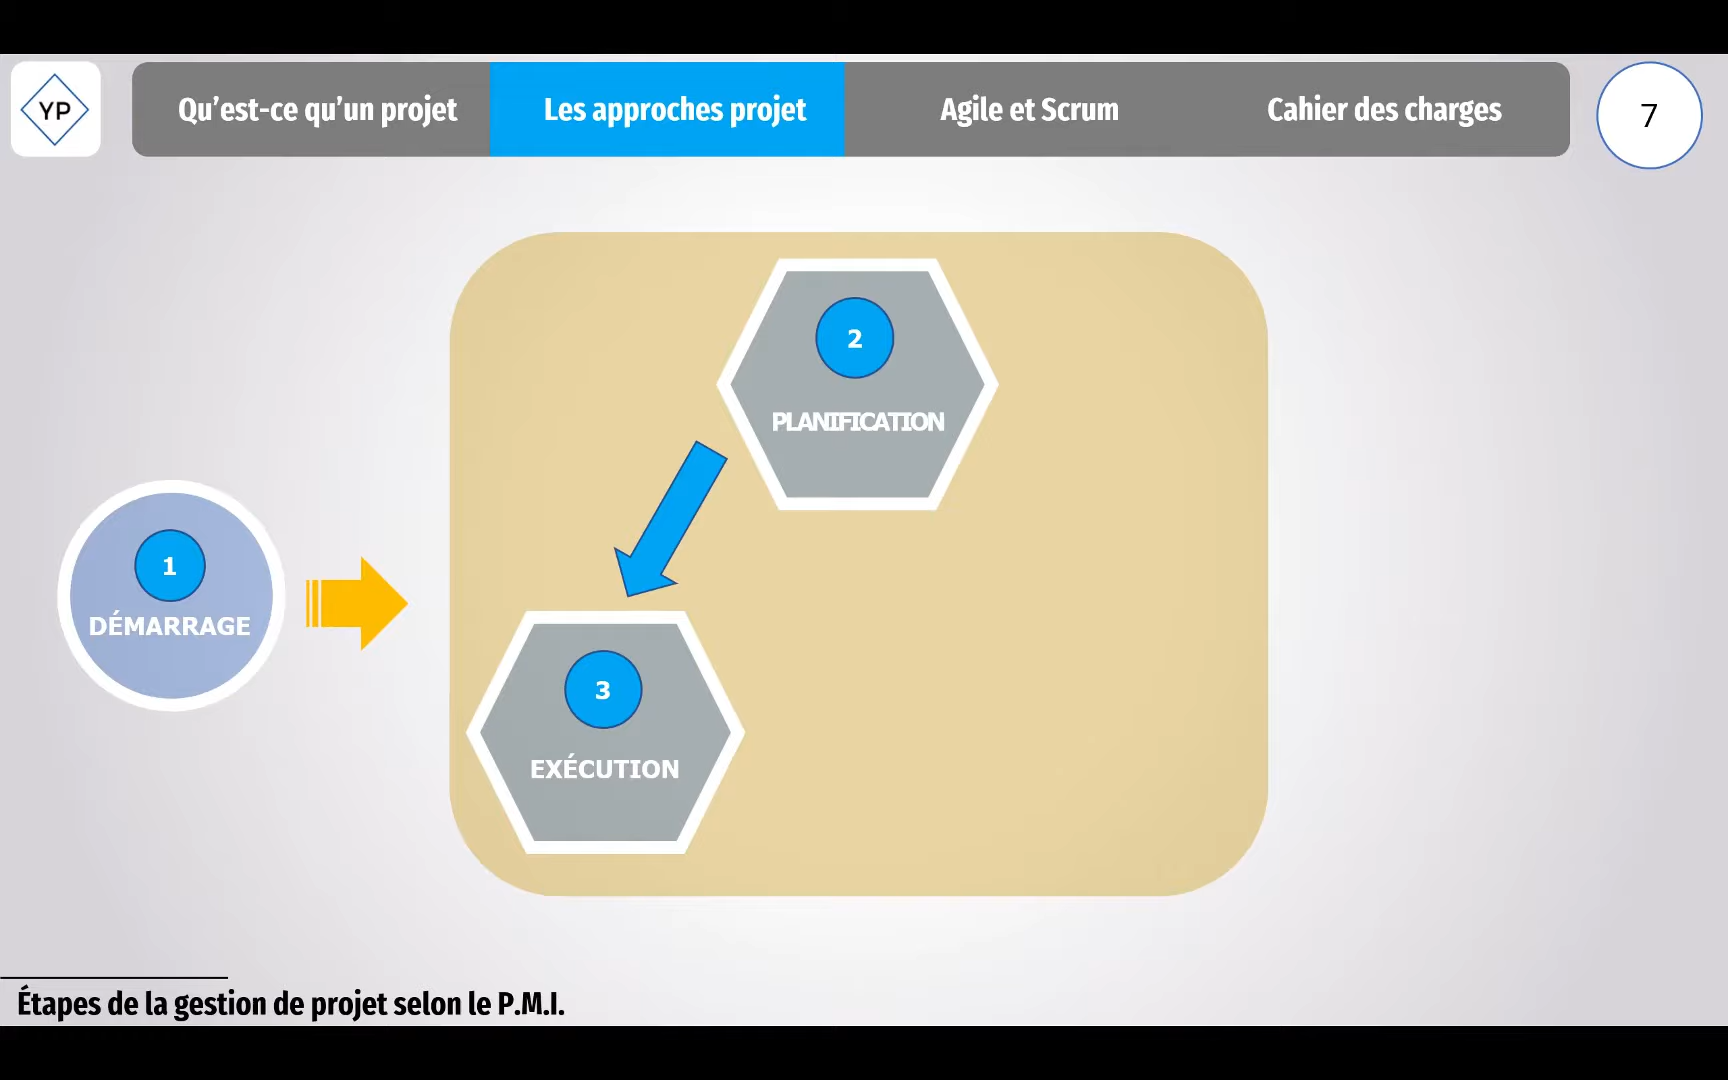 YP
Qu’est-ce qu’un projet
Les approches projet
Agile et Scrum
Cahier des charges
7
2
PLANIFICATION
1
DÉMARRAGE
3
EXÉCUTION
Étapes de la gestion de projet selon le P.M.I.